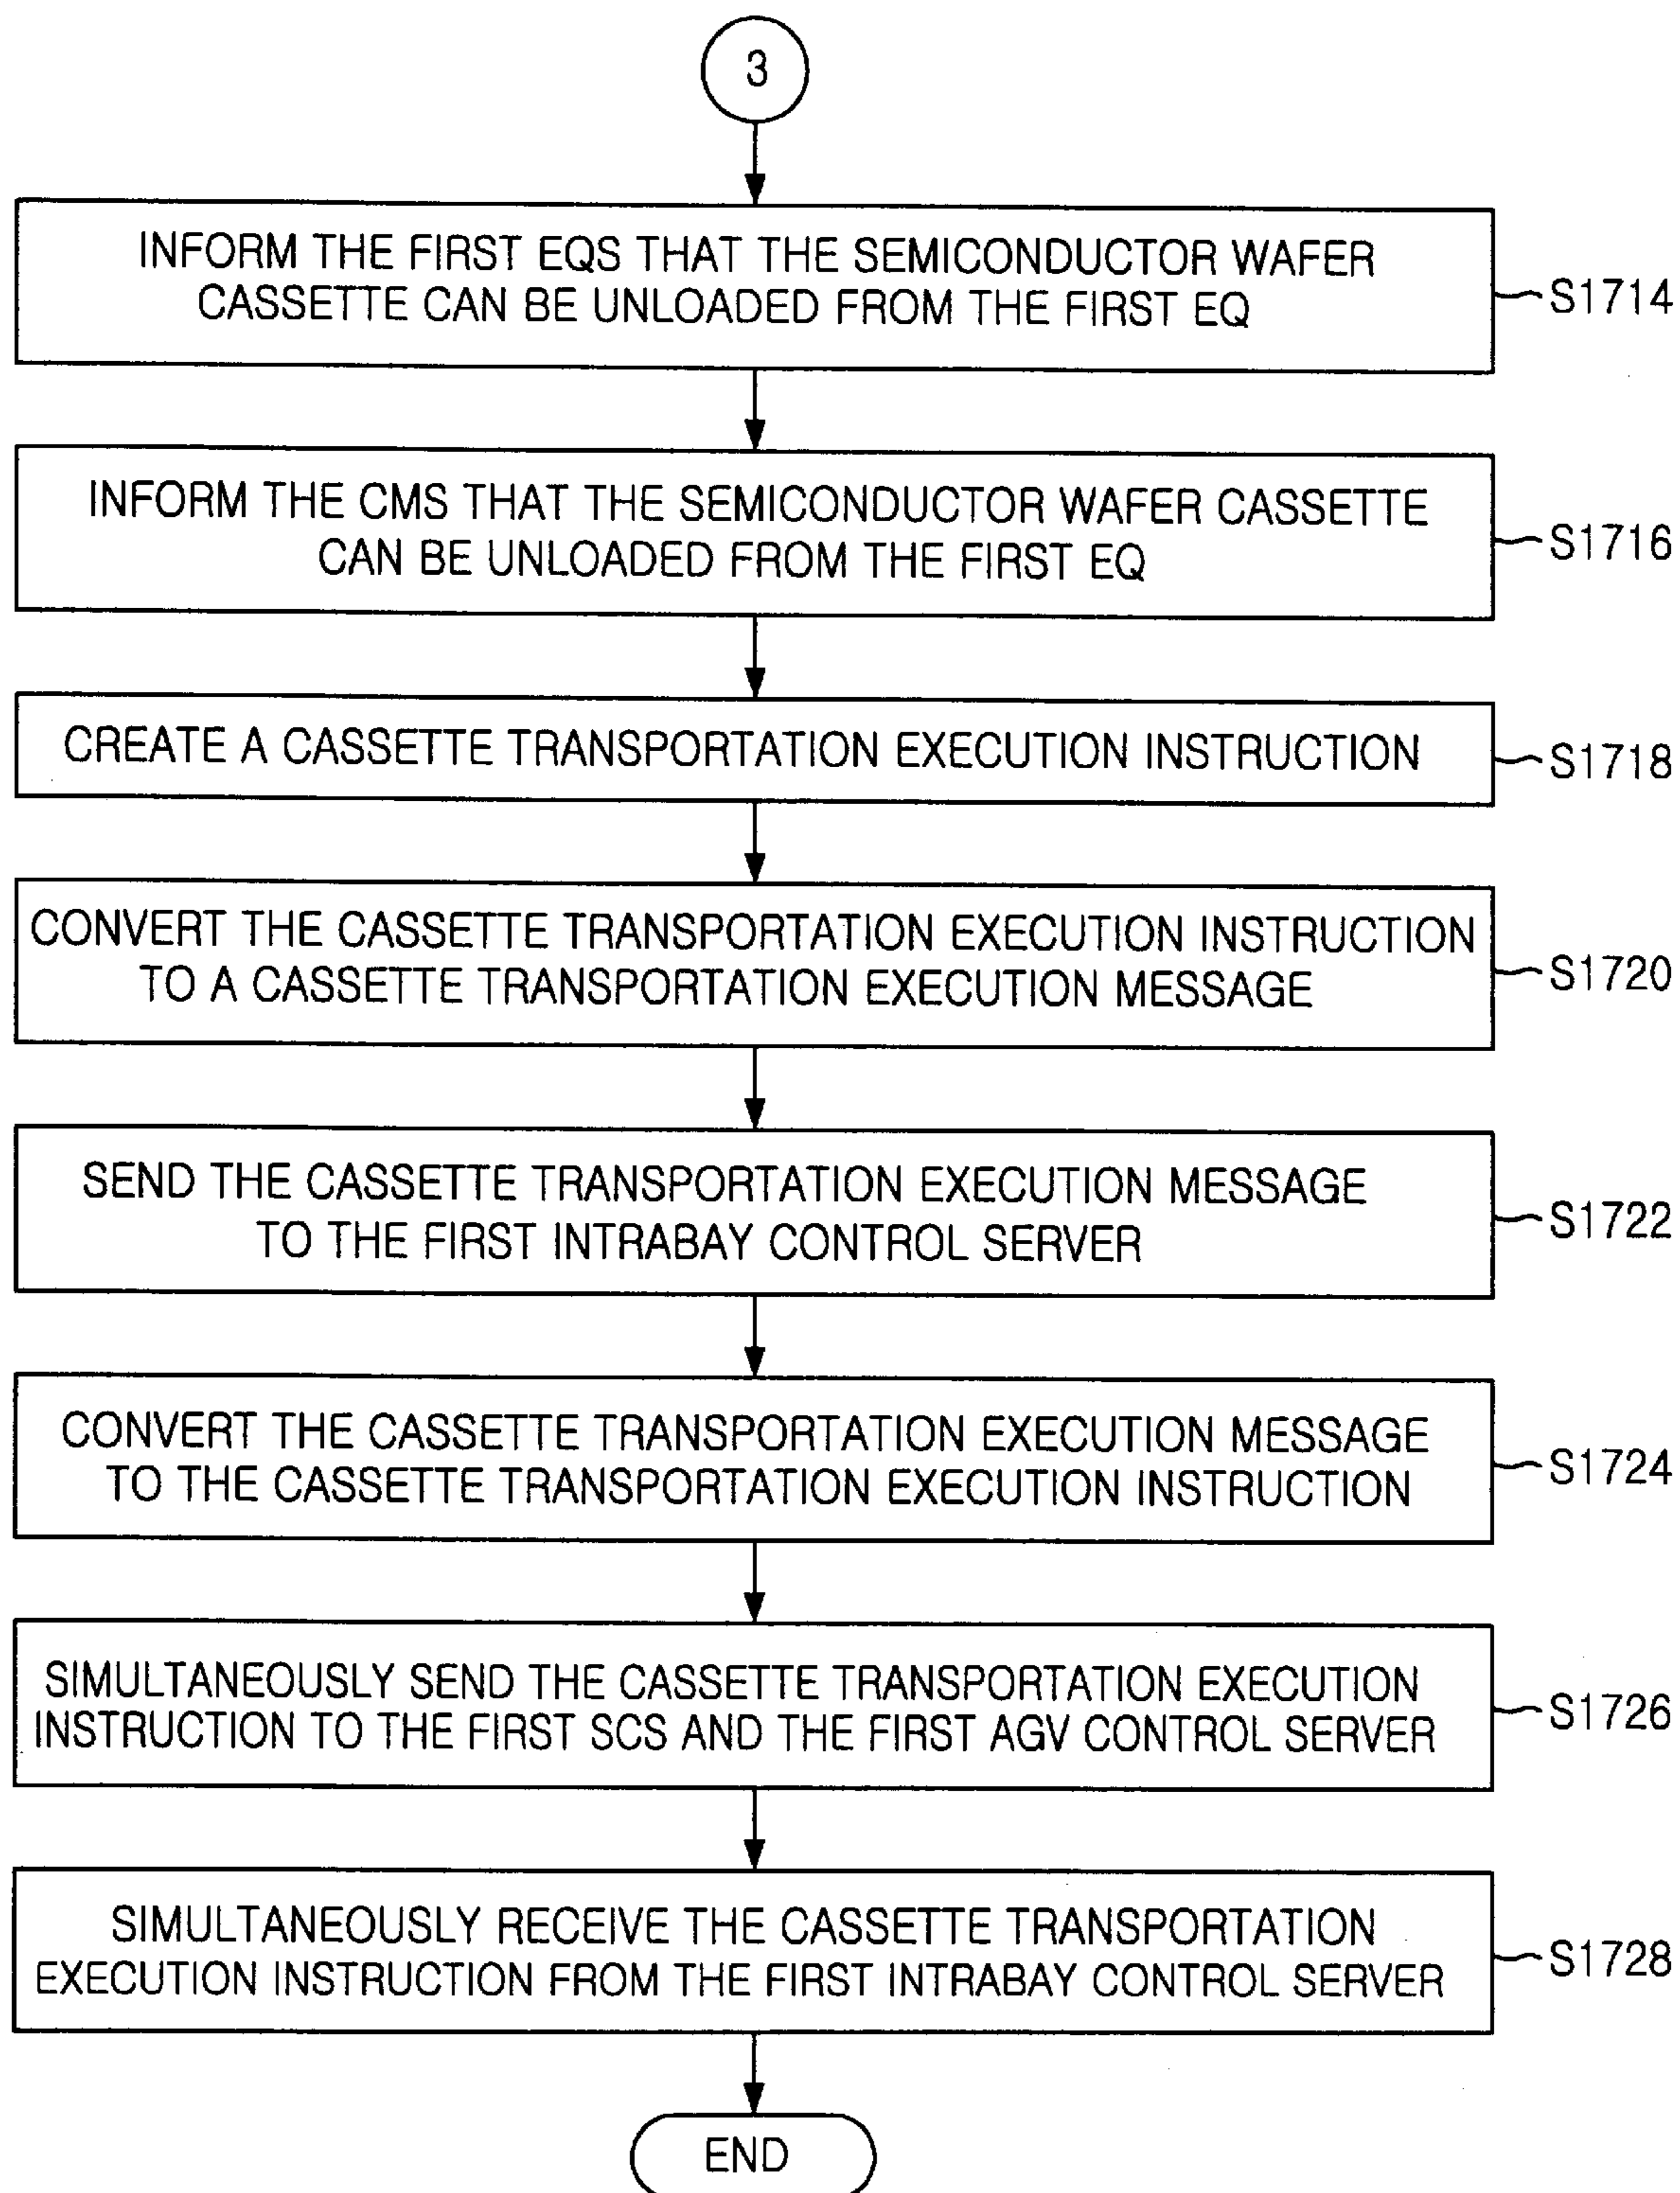 3
INFORM THE FIRST EQS THAT THE SEMICONDUCTOR WAFER
CASSETTE CAN BE UNLOADED FROM THE FIRST EQ
S1714
INFORM THE CMS THAT THE SEMICONDUCTOR WAFER CASSETTE
CAN BE UNLOADED FROM THE FIRST EQ
S1716
CREATE A CASSETTE TRANSPORTATION EXECUTION INSTRUCTION
S1718
CONVERT THE CASSETTE TRANSPORTATION EXECUTION INSTRUCTION
TO A CASSETTE TRANSPORTATION EXECUTION MESSAGE
S1720
SEND THE CASSETTE TRANSPORTATION EXECUTION MESSAGE
TO THE FIRST INTRABAY CONTROL SERVER
S1722
CONVERT THE CASSETTE TRANSPORTATION EXECUTION MESSAGE
TO THE CASSETTE TRANSPORTATION EXECUTION INSTRUCTION
S1724
SIMULTANEOUSLY SEND THE CASSETTE TRANSPORTATION EXECUTION
INSTRUCTION TO THE FIRST SCS AND THE FIRST AGV CONTROL SERVER
S1726
SIMULTANEOUSLY RECEIVE THE CASSETTE TRANSPORTATION
EXECUTION INSTRUCTION FROM THE FIRST INTRABAY CONTROL SERVER
S1728
END